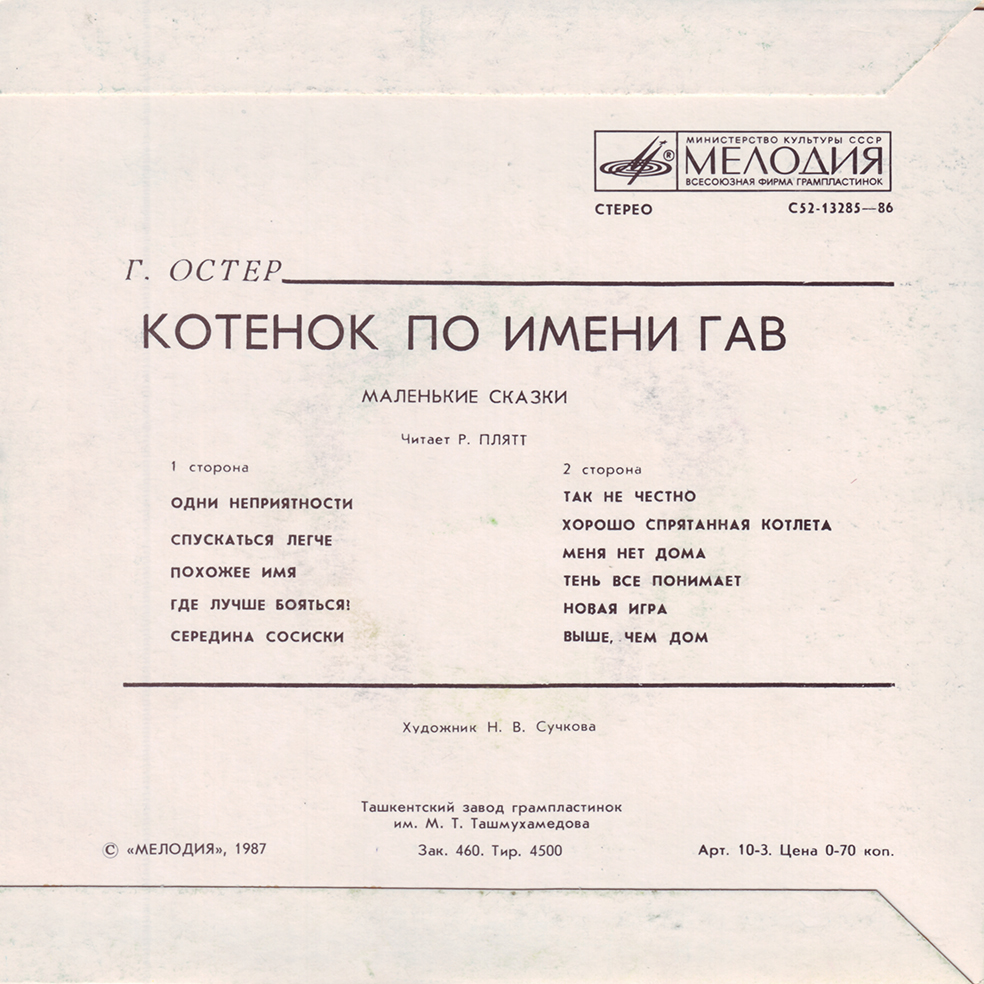 МИНИСТЕРСТВО КУЛЬТУРЫ СССР
®
МЕЛОДИЯ
ВСЕСОЮЗНАЯ ФИРМА ГРАМПЛАСТИНОК
СТЕРЕО С52-13285—86
Г. ОСТЕР
КОТЕНОК ПО ИМЕНИ ГАВ
МАЛЕНЬКИЕ СКАЗКИ
Читает Р. ПЛЯТТ
1 сторона
ОДНИ НЕПРИЯТНОСТИ
СПУСКАТЬСЯ ЛЕГЧЕ
ПОХОЖЕЕ ИМЯ
ГДЕ ЛУЧШЕ БОЯТЬСЯ!
СЕРЕДИНА СОСИСКИ
2 сторона
ТАК НЕ ЧЕСТНО
ХОРОШО СПРЯТАННАЯ КОТЛЕТА
МЕНЯ НЕТ ДОМА
ТЕНЬ ВСЕ ПОНИМАЕТ
НОВАЯ ИГРА
ВЫШЕ, ЧЕМ ДОМ
Художник Н. В. Сучкова
Ташкентский завод грампластинок
им. М. Т. Ташмухамедова
© «МЕЛОДИЯ», 1987 Зак. 460. Тир. 4500 Арт. 10-3. Цена 0-70 коп.